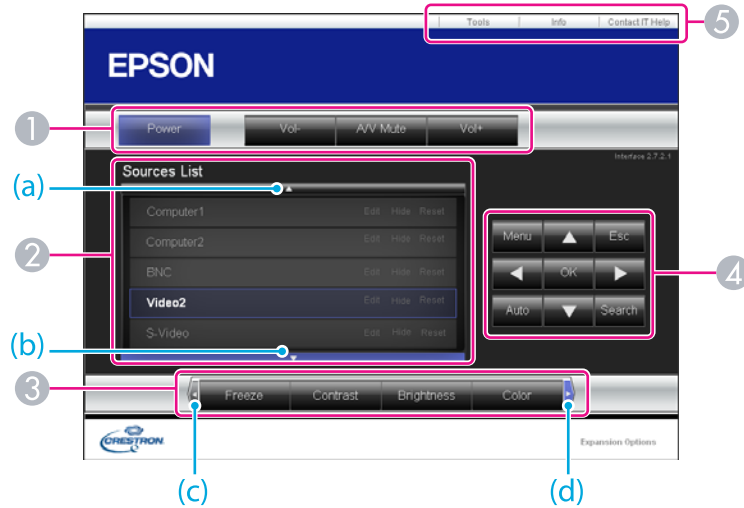 Tools Info Contact IT Help 5
EPSON
1 Power Vol- A/V Mute Vol+
Interface 2.7.2.1
Sources List
(a)
Computer1 Edit Hide Reset
Computer2 Edit Hide Reset
2 BNC Edit Hide Reset
Video2 Edit Hide Reset
S-Video Edit Hide Reset
(b)
Menu Esc
OK 4
Auto Search
3 Freeze Contrast Brightness Color
CRESTRON Expansion Options
(c) (d)